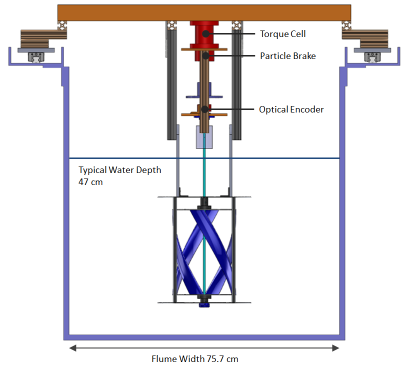 Torque Cell
Particle Brake
Optical Encoder
Typical Water Depth
47 cm
Flume Width 75.7 cm